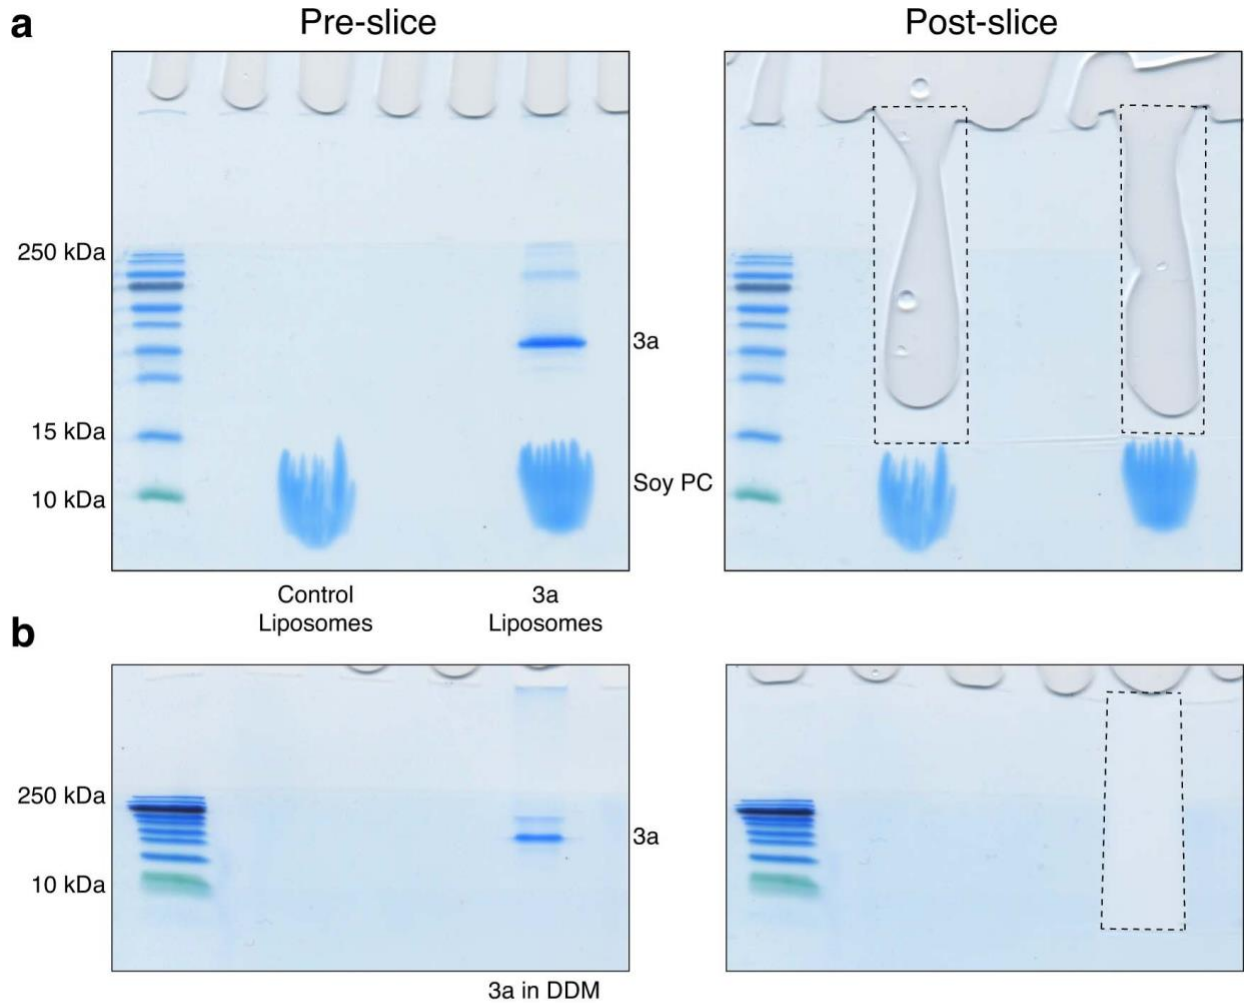 a
Pre-slice
Post-slice
250 kDa
3a
15 kDa
Soy PC
10 kDa
Control
Liposomes
3a
Liposomes
b
250 kDa
3a
10 kDa
3a in DDM